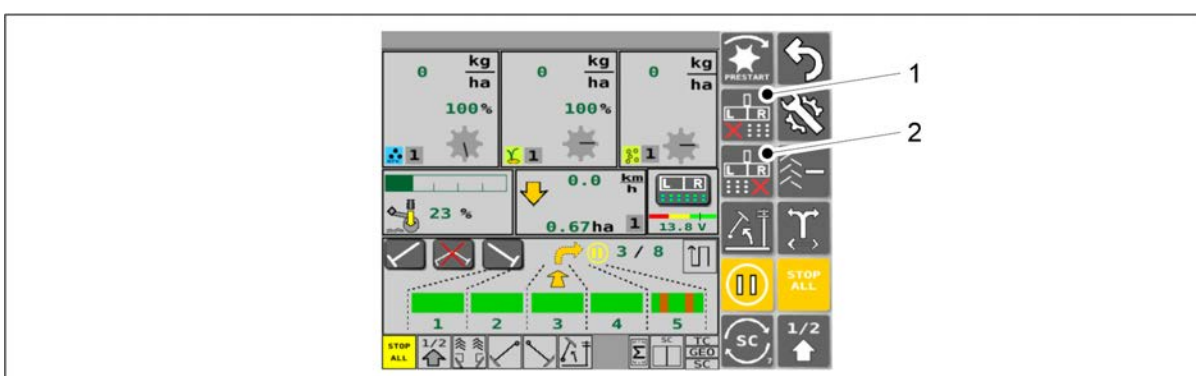 0 kg/ha
100%
1
0 kg/ha
100%
1
0 kg/ha
1
PRESTART
1
L R
2
L R
23 %
0.0 km/h
0.67ha 1
L R
13.8 V
3 / 8
1 2 3 4 5
STOP ALL
SC 7
1/2
STOP ALL
1/2
Σ
SC
TC
GEO
SC